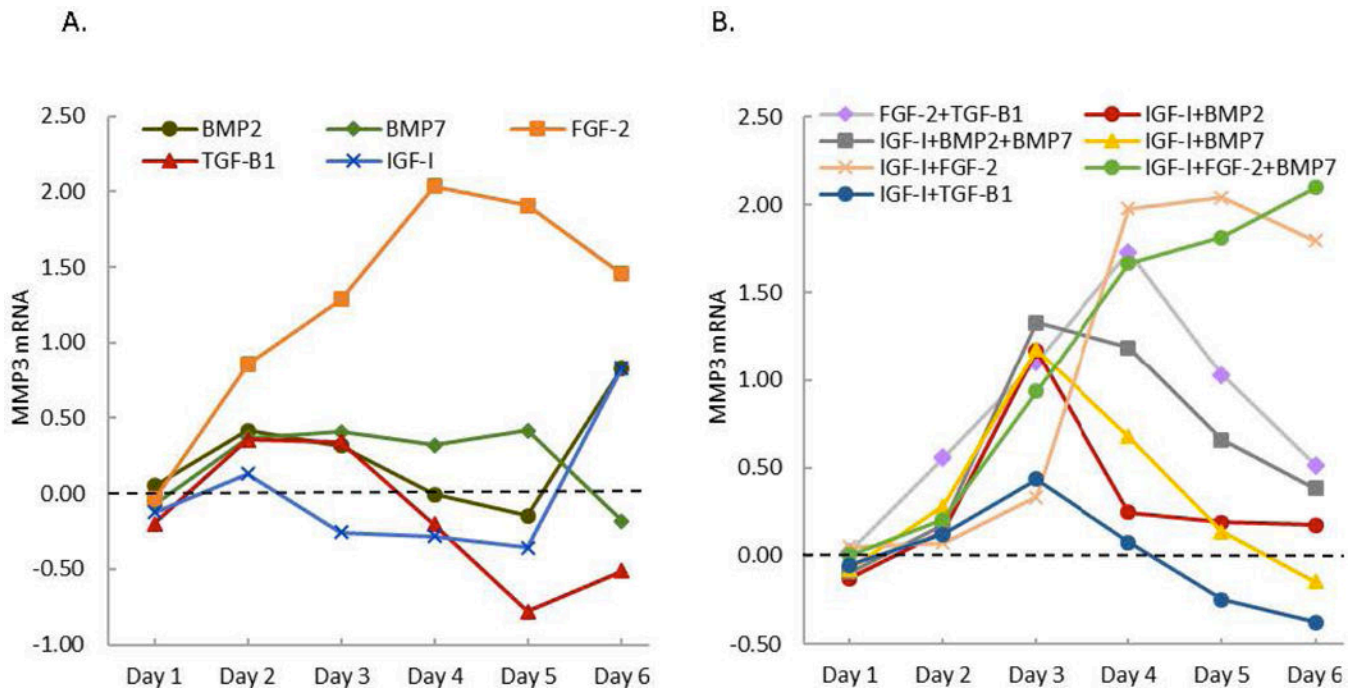 A.
MMP3 mRNA
2.50
2.00
1.50
1.00
0.50
0.00
-0.50
-1.00
BMP2 BMP7 FGF-2
TGF-B1 IGF-I
Day 1 Day 2 Day 3 Day 4 Day 5 Day 6
B.
MMP3 mRNA
2.50
2.00
1.50
1.00
0.50
0.00
-0.50
FGF-2+TGF-B1 IGF-I+BMP2
IGF-I+BMP2+BMP7 IGF-I+BMP7
IGF-I+FGF-2 IGF-I+FGF-2+BMP7
IGF-I+TGF-B1
Day 1 Day 2 Day 3 Day 4 Day 5 Day 6